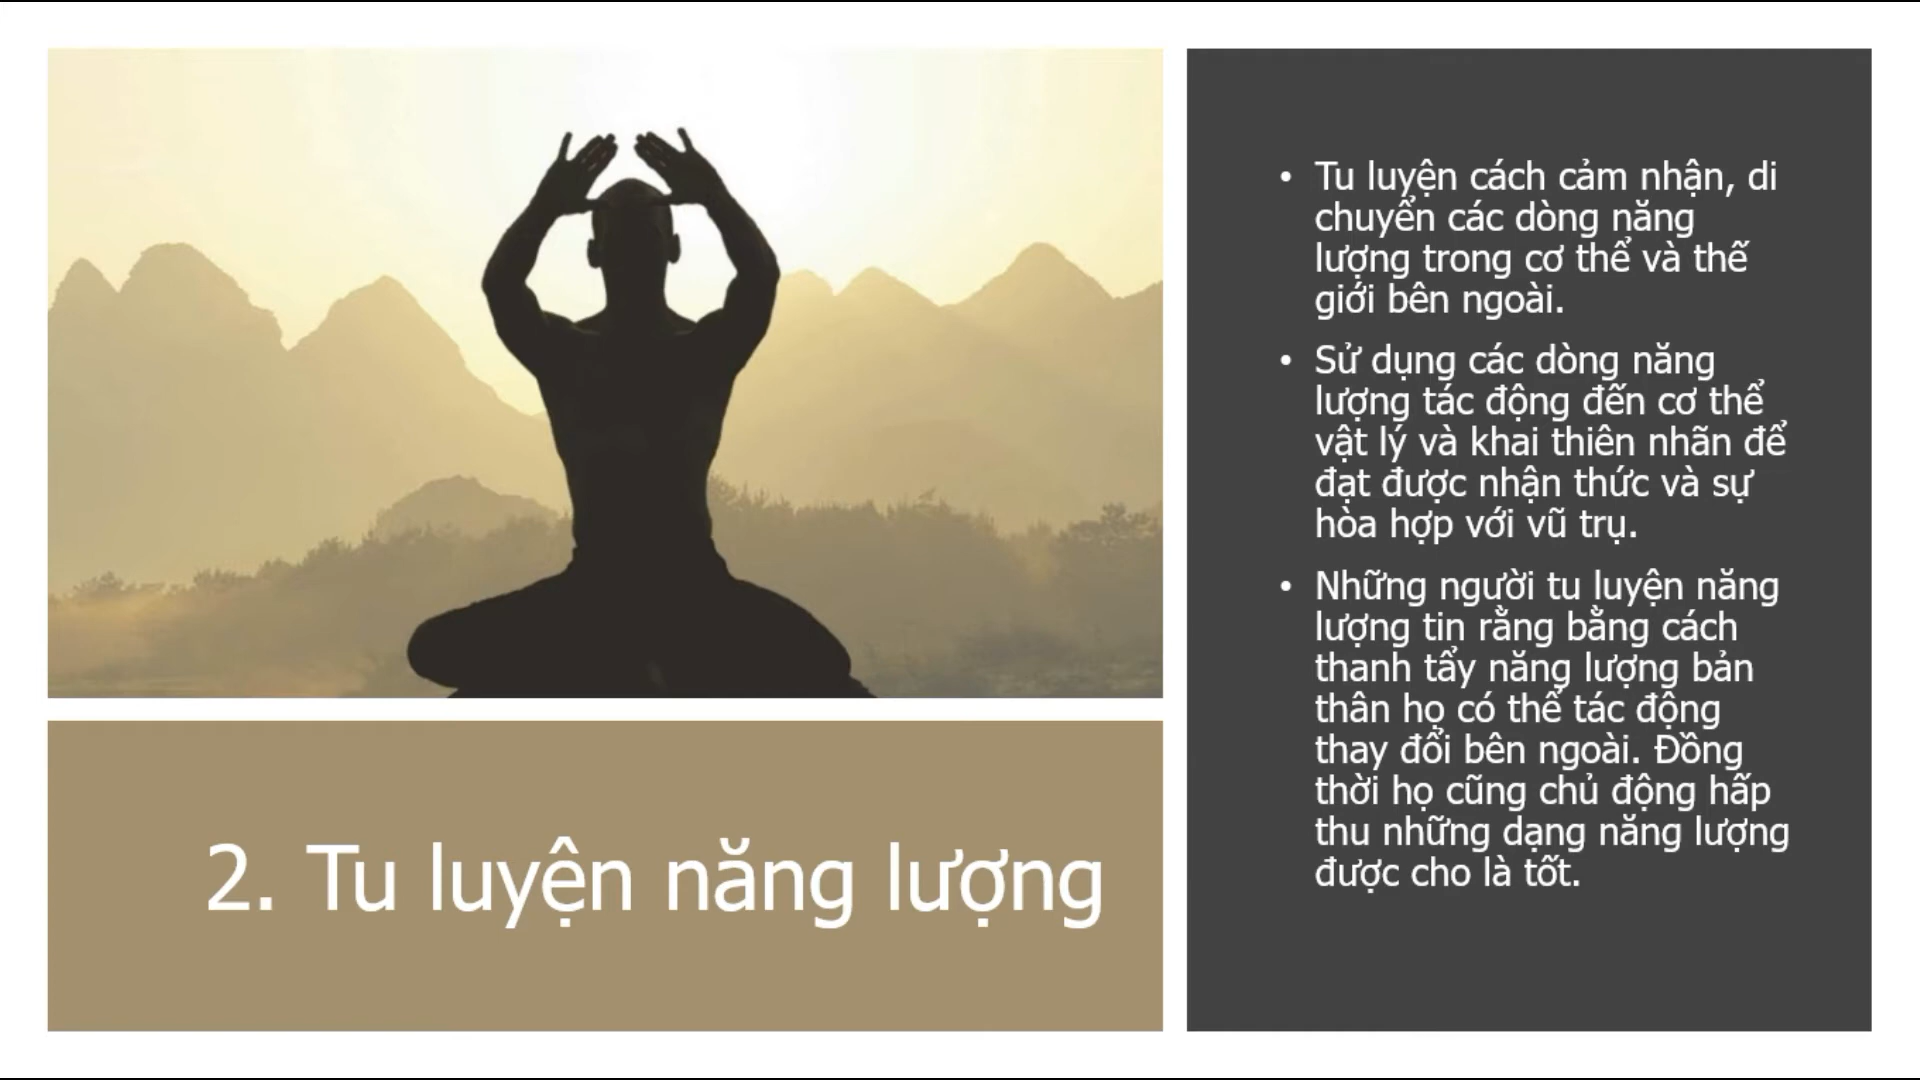 2. Tu luyện năng lượng
• Tu luyện cách cảm nhận, di
chuyển các dòng năng
lượng trong cơ thể và thế
giới bên ngoài.
• Sử dụng các dòng năng
lượng tác động đến cơ thể
vật lý và khai thiên nhãn để
đạt được nhận thức và sự
hòa hợp với vũ trụ.
• Những người tu luyện năng
lượng tin rằng bằng cách
thanh tẩy năng lượng bản
thân họ có thể tác động
thay đổi bên ngoài. Đồng
thời họ cũng chủ động hấp
thu những dạng năng lượng
được cho là tốt.